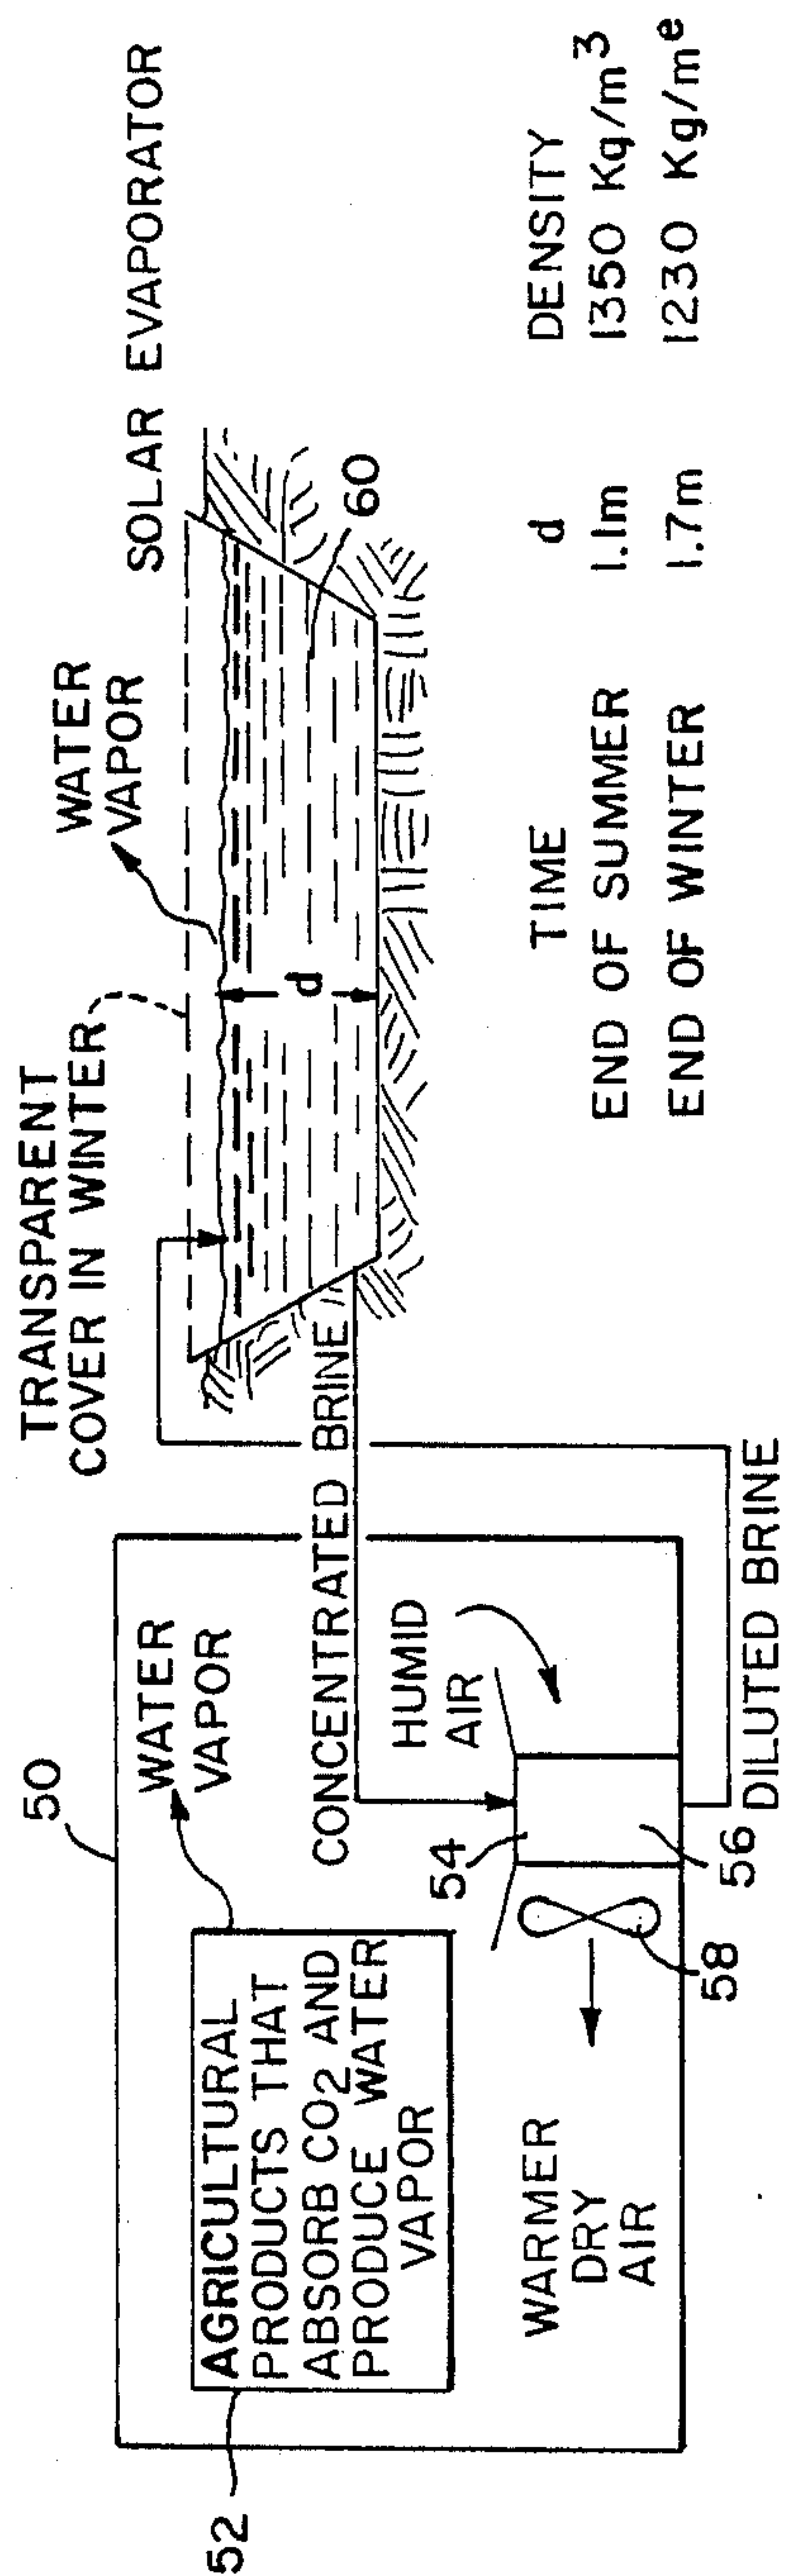 50
52
AGRICULTURAL
PRODUCTS THAT
ABSORB CO2 AND
PRODUCE WATER
VAPOR
WATER
VAPOR
WARMER
DRY
AIR
HUMID
AIR
54
56
58
CONCENTRATED BRINE
DILUTED BRINE
TRANSPARENT
COVER IN WINTER
WATER
VAPOR
SOLAR EVAPORATOR
d
60
TIME d DENSITY
END OF SUMMER 1.1m 1350 Kg/m3
END OF WINTER 1.7m 1230 Kg/me